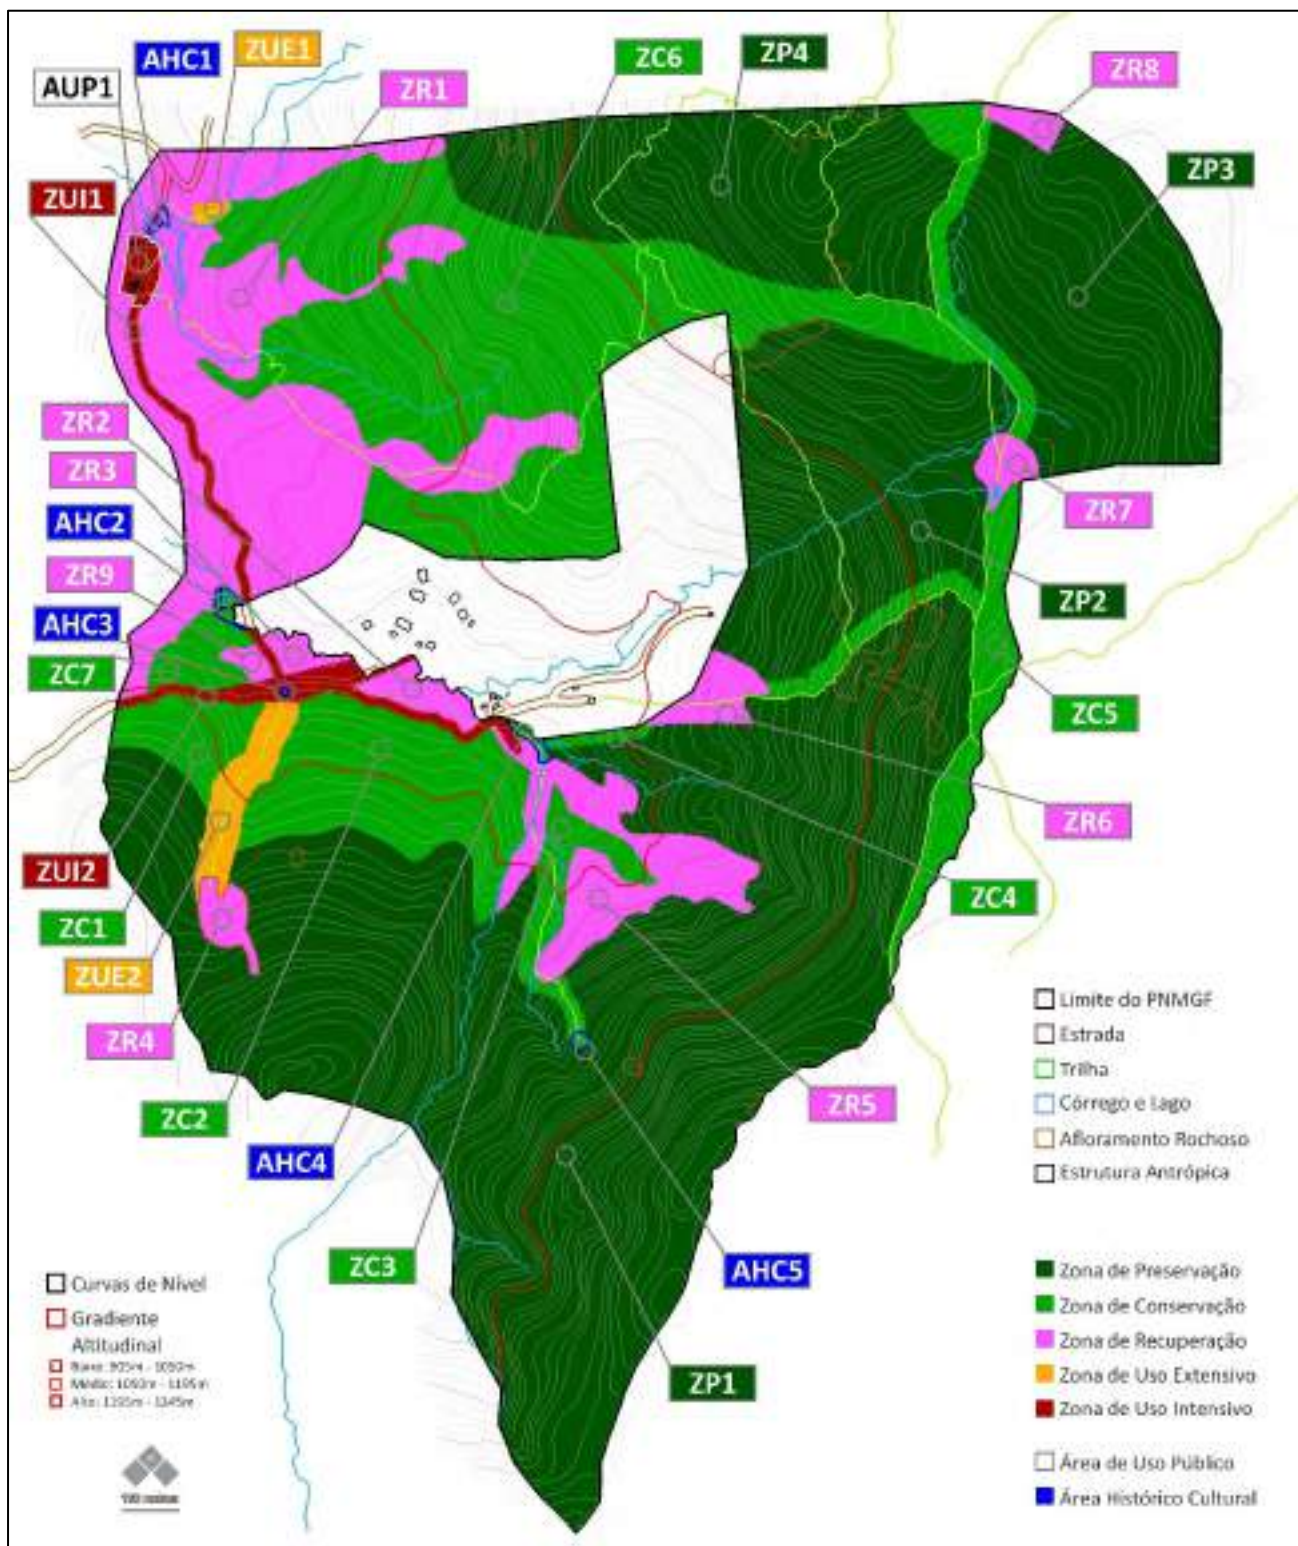 AHC1
ZUE1
ZC6
ZP4
ZR8
AUP1
ZR1
ZP3
ZUI1
ZR2
ZR3
AHC2
ZR7
ZR9
ZP2
AHC3
ZC7
ZC5
ZR6
ZUI2
ZC4
ZC1
ZUE2
ZR4
ZR5
ZC2
AHC4
ZC3
AHC5
ZP1
Limite do PNMGF
Estrada
Trilha
Córrego e Lago
Afloramento Rochoso
Estrutura Antrópica
Curvas de Nível
Gradiente
Altitudinal
Zona de Preservação
Zona de Conservação
Zona de Recuperação
Zona de Uso Extensivo
Zona de Uso Intensivo
Área de Uso Público
Área Histórico Cultural